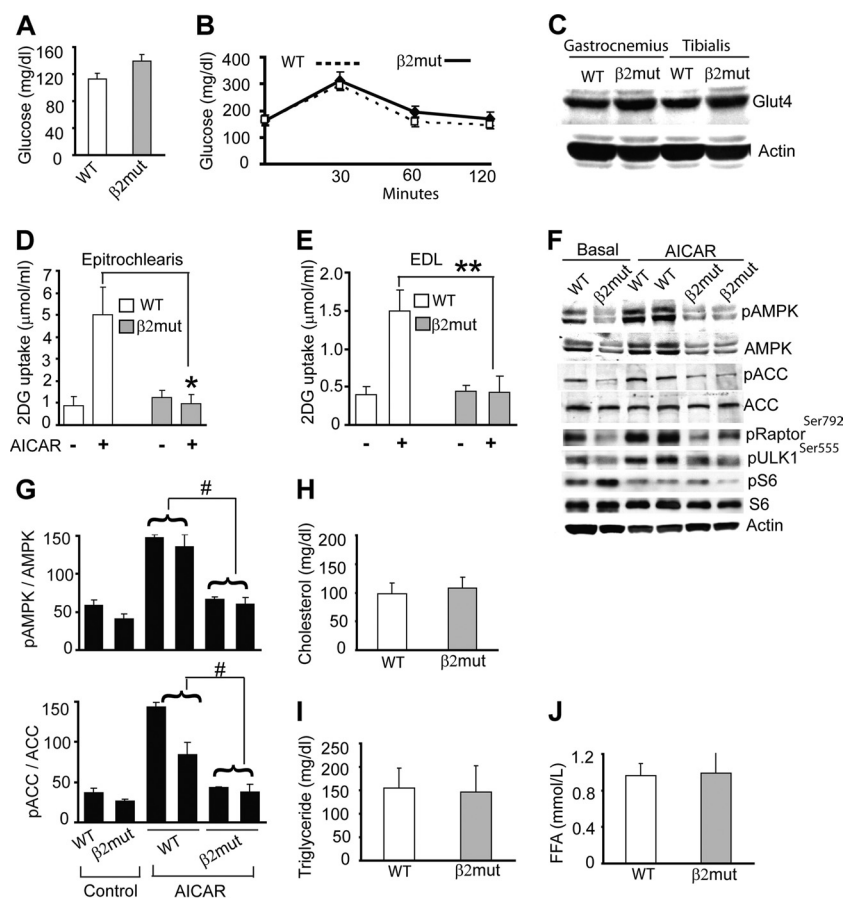 A
Glucose (mg/dl)
160
120
80
40
0
WT
β2mut
B
Glucose (mg/dl)
400
300
200
100
0
WT
β2mut
30
60
120
Minutes
C
Gastrocnemius Tibialis
WT β2mut WT β2mut
Glut4
Actin
D
Epitrochlearis
2DG uptake (μmol/ml)
7
6
5
4
3
2
1
0
WT
β2mut
*
AICAR - + - +
E
EDL
2DG uptake (μmol/ml)
2.0
1.5
1.0
0.5
0
**
WT
β2mut
- + - +
F
Basal AICAR
WT β2mut WT WT β2mut β2mut
pAMPK
AMPK
pACC
ACC
pRaptor Ser792
pULK1 Ser555
pS6
S6
Actin
G
pAMPK / AMPK
150
100
50
0
#
pACC / ACC
150
100
50
0
#
WT β2mut WT β2mut
Control AICAR
H
Cholesterol (mg/dl)
200
150
100
50
0
WT β2mut
I
Triglyceride (mg/dl)
250
200
150
100
50
0
WT β2mut
J
FFA (mmol/L)
1.2
0.8
0.4
0
WT β2mut